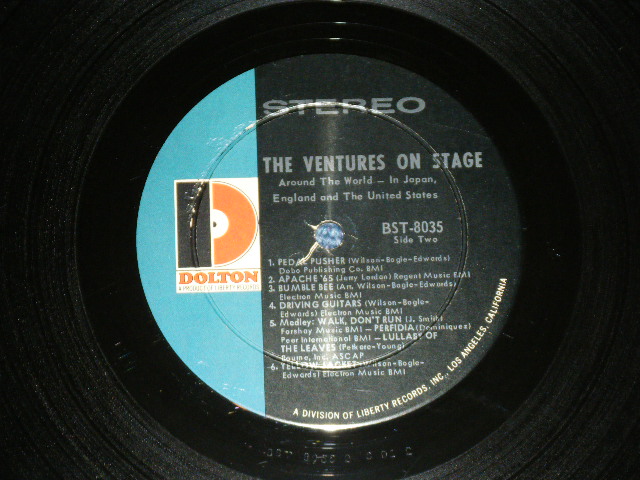 STEREO
THE VENTURES ON STAGE
Around The World — In Japan,
England and The United States
BST-8035
Side Two
D
DOLTON
A PRODUCT OF LIBERTY RECORDS
1. PEDAL PUSHER (Wilson-Bogle-Edwards)
Dobo Publishing Co. BMI
2. APACHE '65 (Jerry Lordan) Regent Music BMI
3. BUMBLE BEE (Arr. Wilson-Bogle-Edwards)
Electron Music BMI
4. DRIVING GUITARS (Wilson-Bogle-
Edwards) Electron Music BMI
5. Medley: WALK, DON'T RUN (J. Smith)
Forshay Music BMI — PERFIDIA (Dominiquez)
Peer International BMI — LULLABY OF
THE LEAVES (Petkere-Young)
Bourne, Inc. ASCAP
6. YELLOW JACKET (Wilson-Bogle-
Edwards) Electron Music BMI
A DIVISION OF LIBERTY RECORDS, INC., LOS ANGELES, CALIFORNIA